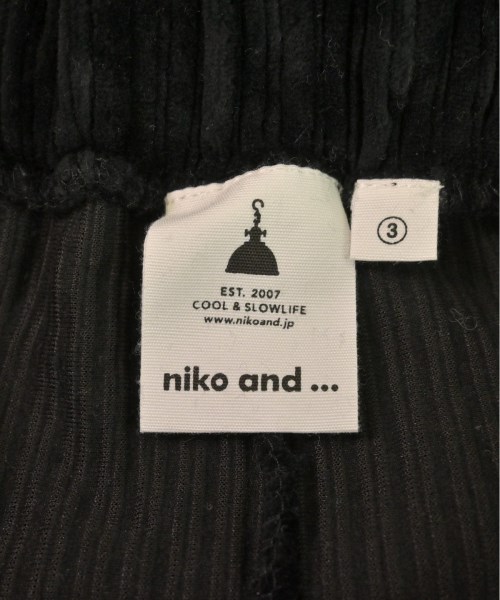 EST. 2007
COOL & SLOWLIFE
www.nikoand.jp
niko and ...
3